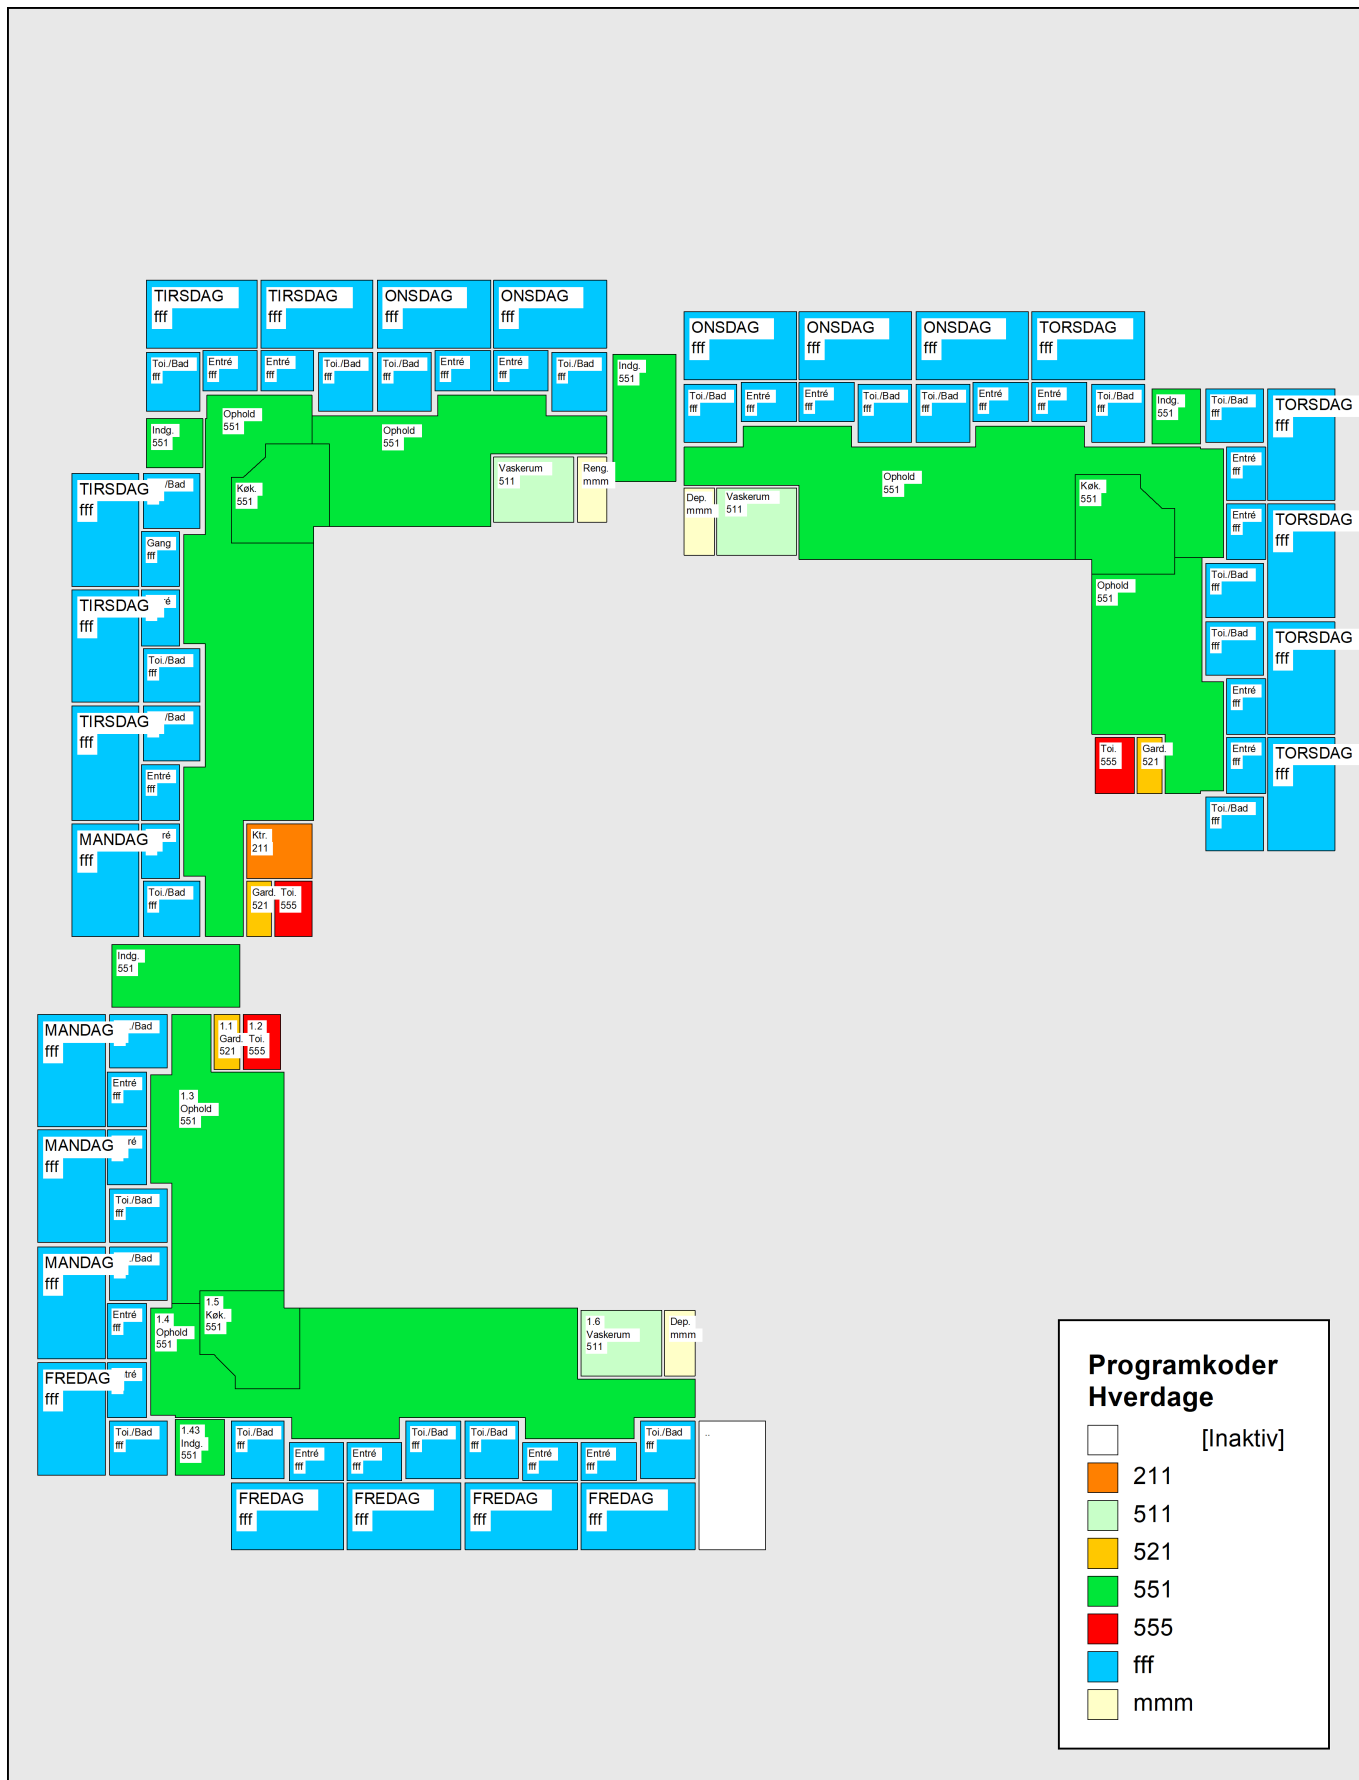 TIRSDAG
fff
TIRSDAG
fff
ONSDAG
fff
ONSDAG
fff
Toi./Bad
fff
Entré
fff
Entré
fff
Toi./Bad
fff
Toi./Bad
fff
Entré
fff
Entré
fff
Toi./Bad
fff
Indg.
551
ONSDAG
fff
ONSDAG
fff
ONSDAG
fff
TORSDAG
fff
Toi./Bad
fff
Entré
fff
Entré
fff
Toi./Bad
fff
Toi./Bad
fff
Entré
fff
Entré
fff
Toi./Bad
fff
Indg.
551
Toi./Bad
fff
TORSDAG
fff
Indg.
551
Ophold
551
Ophold
551
Køk.
551
Vaskerum
511
Reng.
mmm
Dep.
mmm
Vaskerum
511
Ophold
551
Køk.
551
Entré
fff
Entré
fff
TORSDAG
fff
Toi./Bad
fff
Ophold
551
Toi./Bad
fff
TORSDAG
fff
Entré
fff
Toi.
555
Gard.
521
Entré
fff
TORSDAG
fff
Toi./Bad
fff
TIRSDAG
fff
/Bad
Gang
fff
TIRSDAG
fff
ré
Toi./Bad
fff
TIRSDAG
fff
/Bad
Entré
fff
MANDAG
fff
ré
Toi./Bad
fff
Ktr.
211
Gard.
521
Toi.
555
Indg.
551
MANDAG
fff
./Bad
1.1
Gard.
521
1.2
Toi.
555
Entré
fff
1.3
Ophold
551
MANDAG
fff
ré
Toi./Bad
fff
MANDAG
fff
./Bad
Entré
fff
1.4
Ophold
551
1.5
Køk.
551
1.6
Vaskerum
511
Dep.
mmm
FREDAG
fff
tré
Toi./Bad
fff
1.43
Indg.
551
Toi./Bad
fff
Entré
fff
Entré
fff
Toi./Bad
fff
Toi./Bad
fff
Entré
fff
Entré
fff
Toi./Bad
fff
..
FREDAG
fff
FREDAG
fff
FREDAG
fff
FREDAG
fff
Programkoder
Hverdage
[Inaktiv]
211
511
521
551
555
fff
mmm